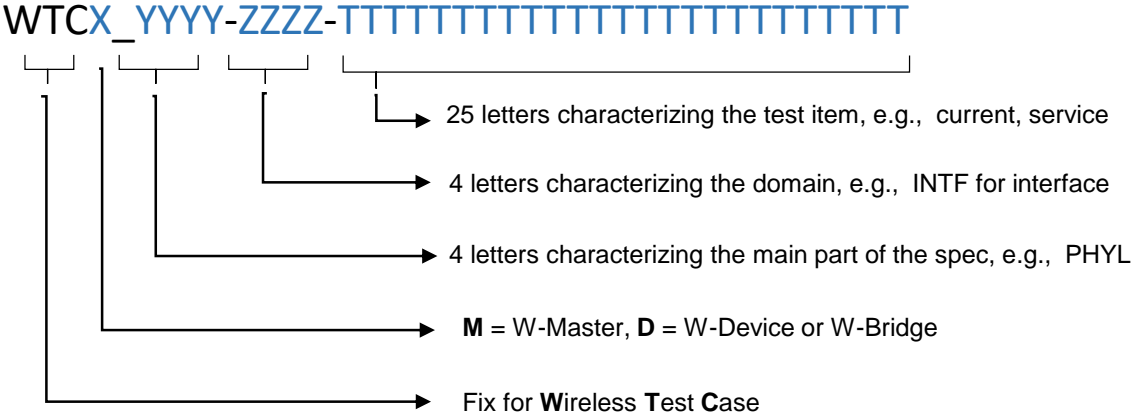 WTCX_YYYY-ZZZZ-TTTTTTTTTTTTTTTTTTTTTTTTT
25 letters characterizing the test item, e.g., current, service
4 letters characterizing the domain, e.g., INTF for interface
4 letters characterizing the main part of the spec, e.g., PHYL
M = W-Master, D = W-Device or W-Bridge
Fix for Wireless Test Case